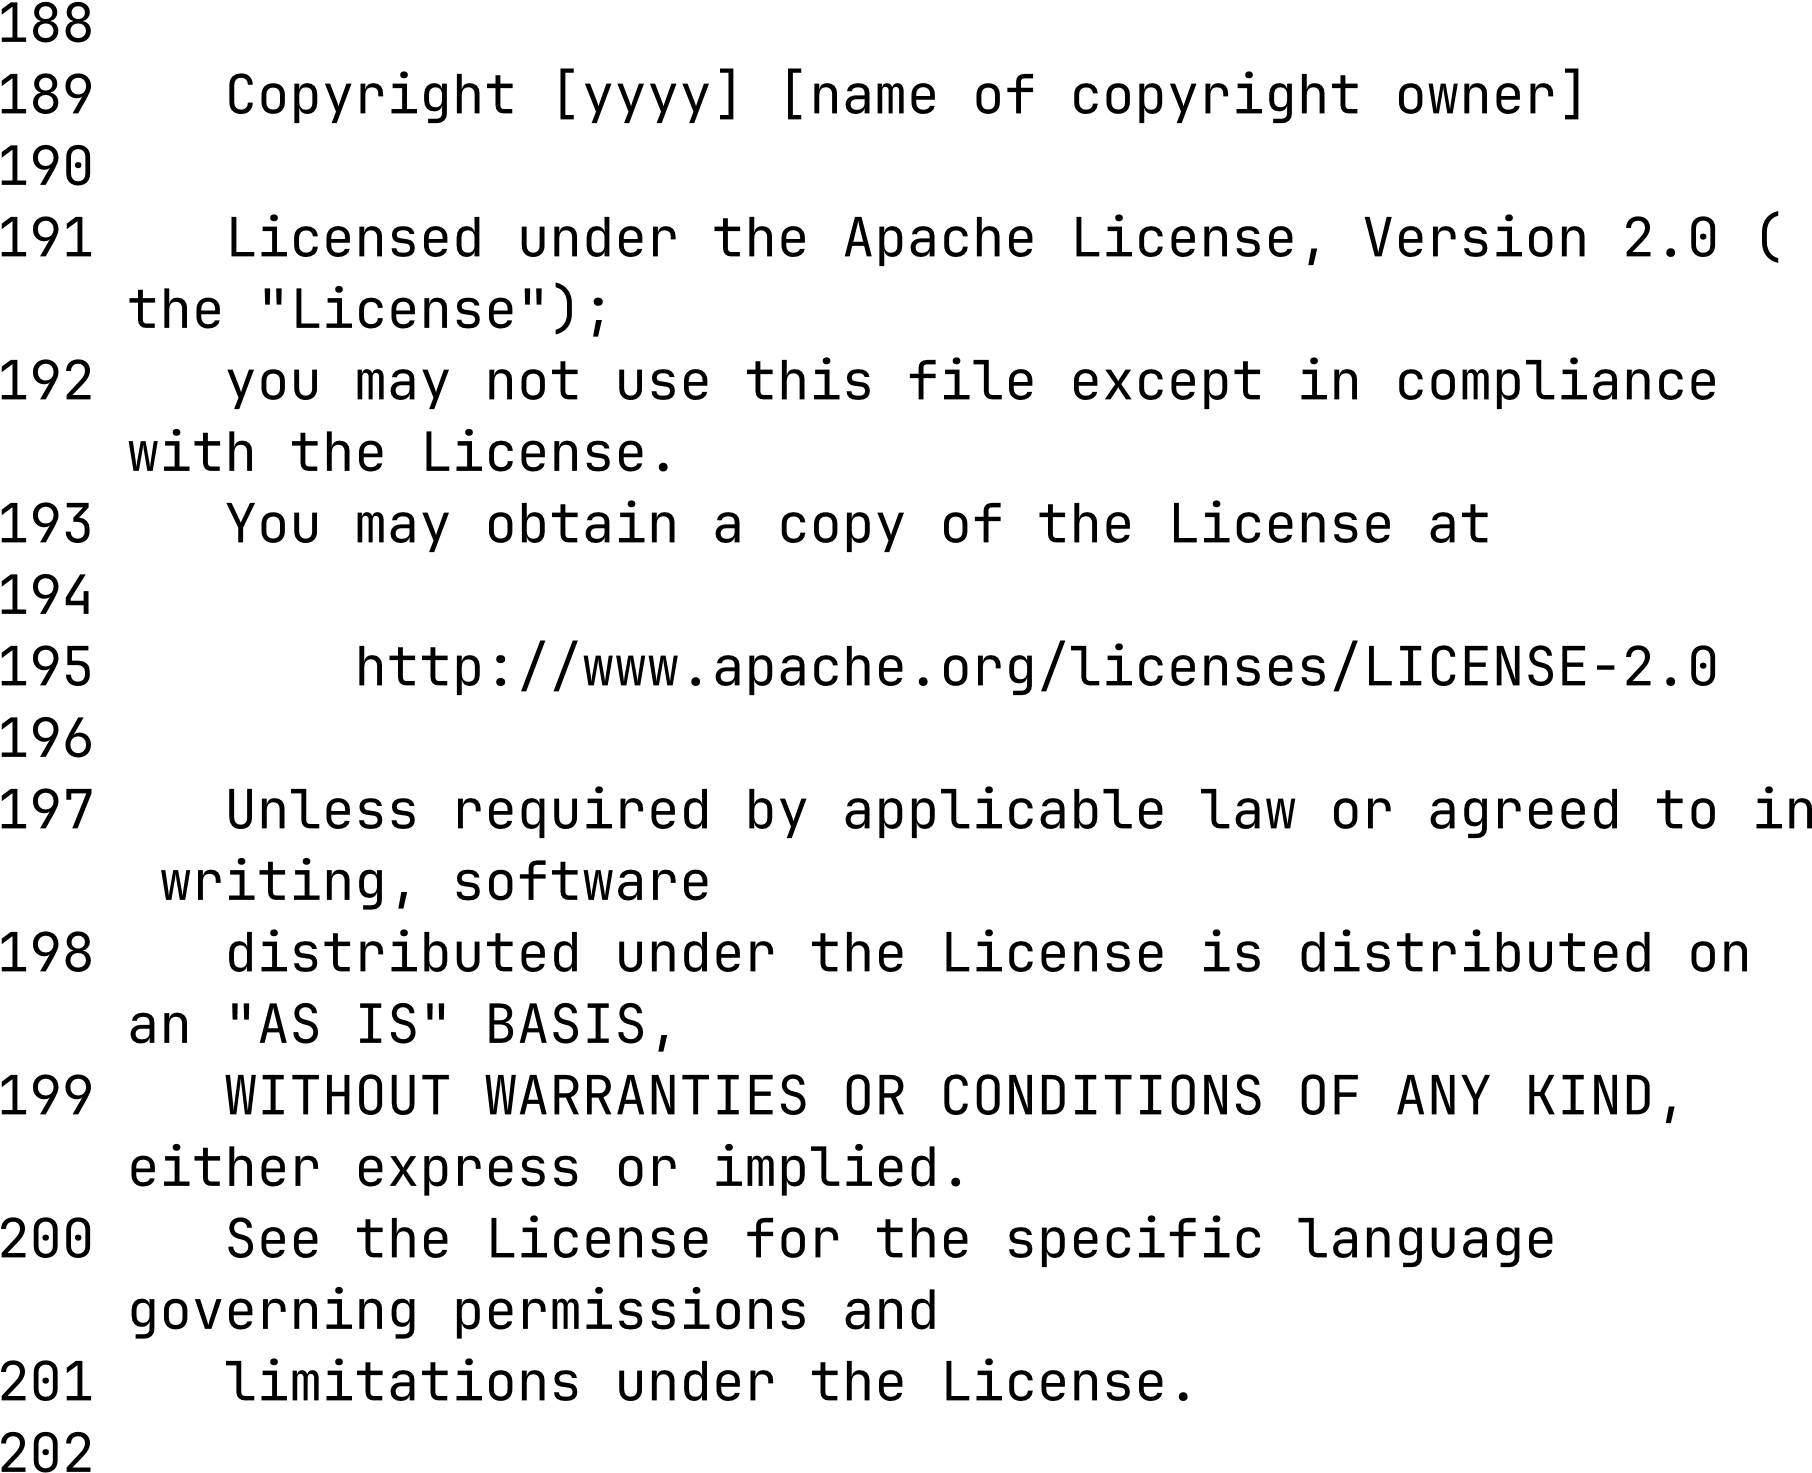 188
189    Copyright [yyyy] [name of copyright owner]
190
191    Licensed under the Apache License, Version 2.0 (
the "License");
192    you may not use this file except in compliance
with the License.
193    You may obtain a copy of the License at
194
195        http://www.apache.org/licenses/LICENSE-2.0
196
197    Unless required by applicable law or agreed to in
writing, software
198    distributed under the License is distributed on
an "AS IS" BASIS,
199    WITHOUT WARRANTIES OR CONDITIONS OF ANY KIND,
either express or implied.
200    See the License for the specific language
governing permissions and
201    limitations under the License.
202